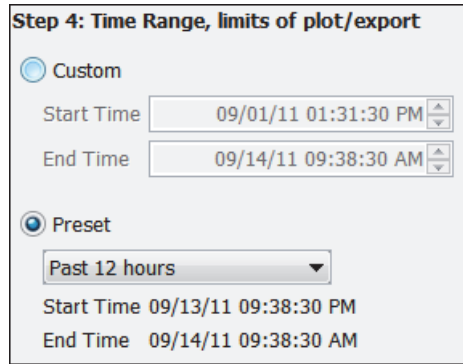 Step 4: Time Range, limits of plot/export
Custom
Start Time 09/01/11 01:31:30 PM
End Time 09/14/11 09:38:30 AM
Preset
Past 12 hours
Start Time 09/13/11 09:38:30 PM
End Time 09/14/11 09:38:30 AM